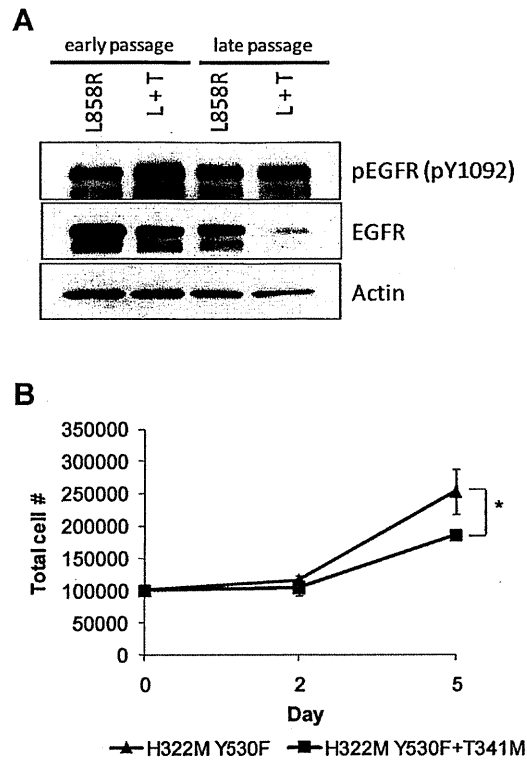 A
early passage late passage
L858R L + T L858R L + T
pEGFR (pY1092)
EGFR
Actin
B
350000
300000
250000
200000
150000
100000
50000
0
Total cell #
*
0 2 5
Day
H322M Y530F H322M Y530F+T341M